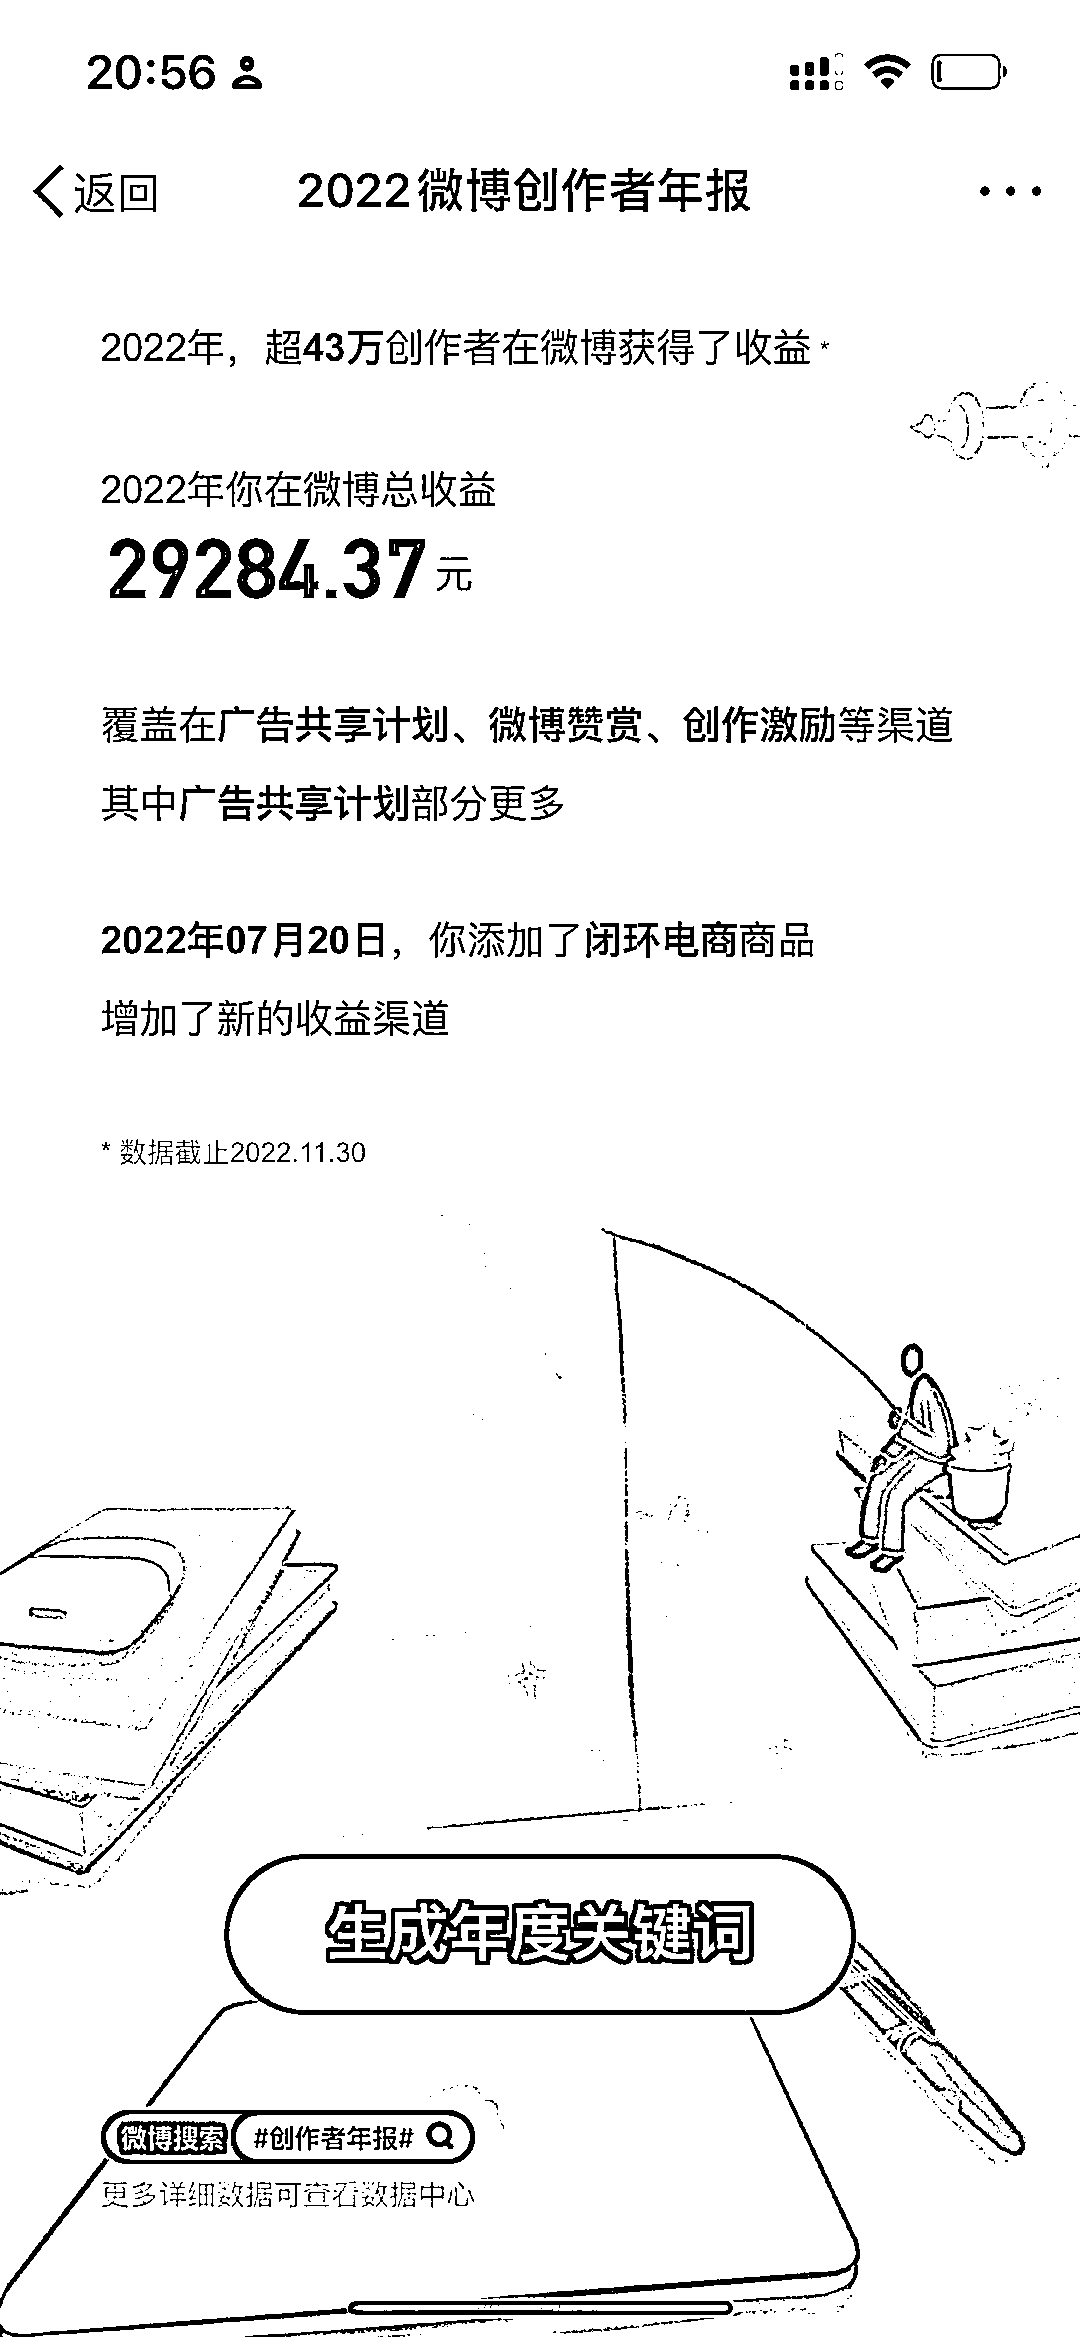 20:56
返回
2022微博创作者年报
2022年，超43万创作者在微博获得了收益*
2022年你在微博总收益
29284.37元
覆盖在广告共享计划、微博赞赏、创作激励等渠道
其中广告共享计划部分更多
2022年07月20日，你添加了闭环电商商品
增加了新的收益渠道
* 数据截止2022.11.30
生成年度关键词
微博搜索 #创作者年报#
更多详细数据可查看数据中心